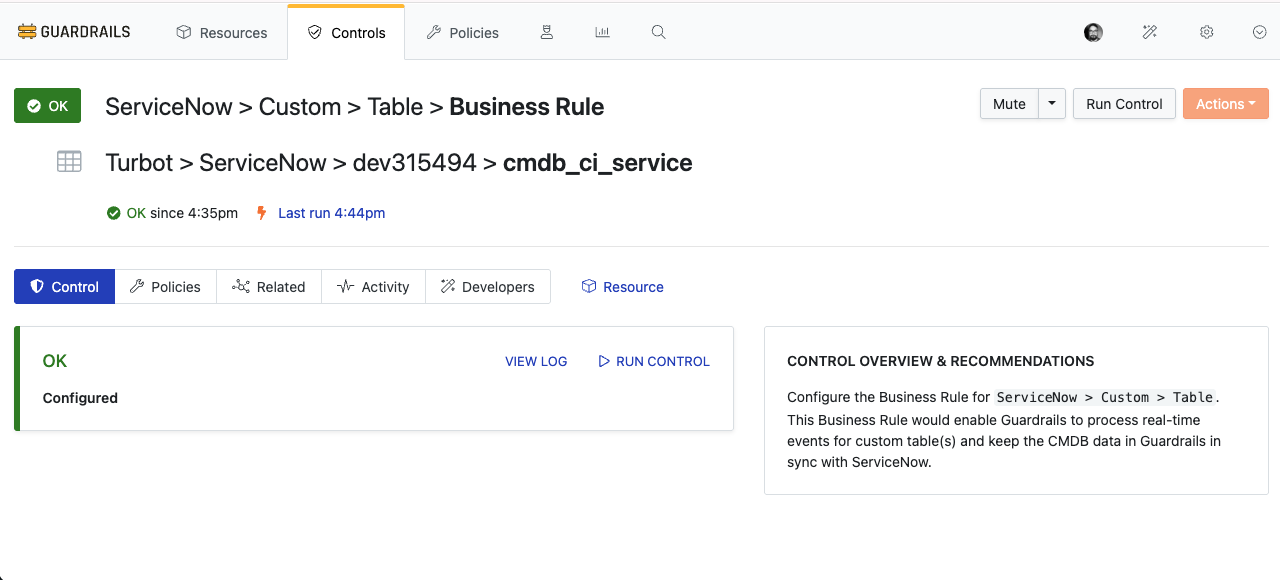 GUARDRAILS Resources Controls Policies
OK ServiceNow > Custom > Table > Business Rule Mute Run Control Actions
Turbot > ServiceNow > dev315494 > cmdb_ci_service
OK since 4:35pm Last run 4:44pm
Control Policies Related Activity Developers Resource
OK VIEW LOG RUN CONTROL
Configured
CONTROL OVERVIEW & RECOMMENDATIONS
Configure the Business Rule for ServiceNow > Custom > Table.
This Business Rule would enable Guardrails to process real-time
events for custom table(s) and keep the CMDB data in Guardrails in
sync with ServiceNow.